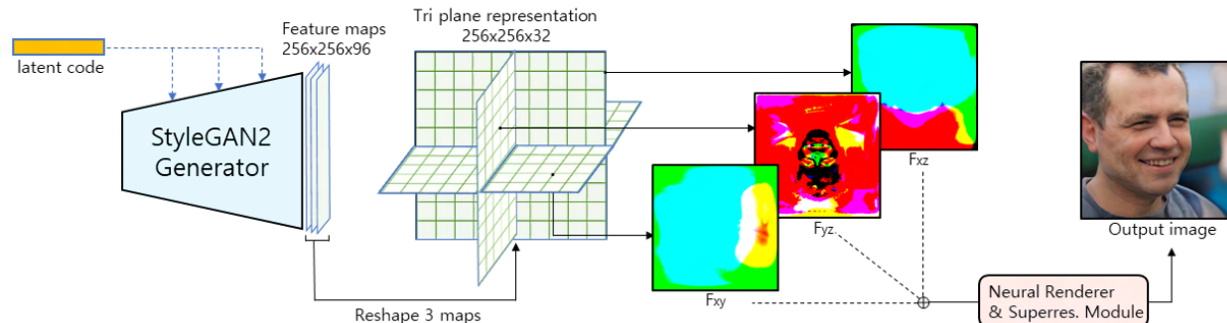 latent code
StyleGAN2
Generator
Feature maps
256x256x96
Reshape 3 maps
Tri plane representation
256x256x32
Fxy
Fyz
Fxz
Neural Renderer
& Superres. Module
Output image